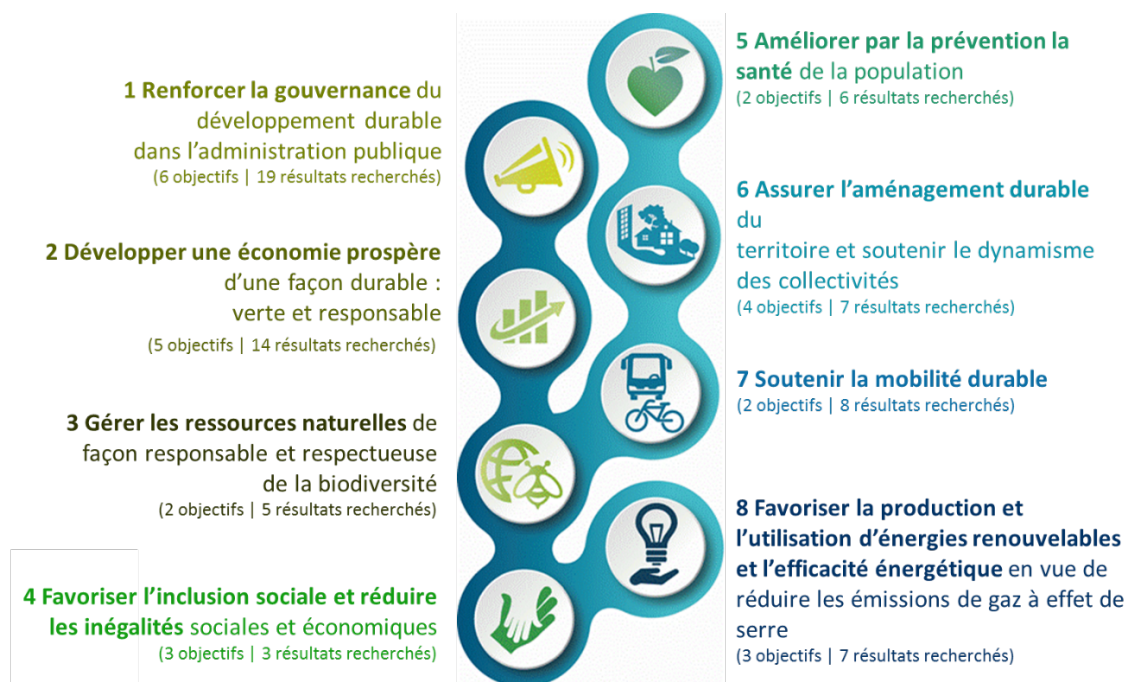 1 Renforcer la gouvernance du
développement durable
dans l’administration publique
(6 objectifs | 19 résultats recherchés)
2 Développer une économie prospère
d’une façon durable :
verte et responsable
(5 objectifs | 14 résultats recherchés)
3 Gérer les ressources naturelles de
façon responsable et respectueuse
de la biodiversité
(2 objectifs | 5 résultats recherchés)
4 Favoriser l’inclusion sociale et réduire
les inégalités sociales et économiques
(3 objectifs | 3 résultats recherchés)
5 Améliorer par la prévention la
santé de la population
(2 objectifs | 6 résultats recherchés)
6 Assurer l’aménagement durable
du
territoire et soutenir le dynamisme
des collectivités
(4 objectifs | 7 résultats recherchés)
7 Soutenir la mobilité durable
(2 objectifs | 8 résultats recherchés)
8 Favoriser la production et
l’utilisation d’énergies renouvelables
et l’efficacité énergétique en vue de
réduire les émissions de gaz à effet de
serre
(3 objectifs | 7 résultats recherchés)